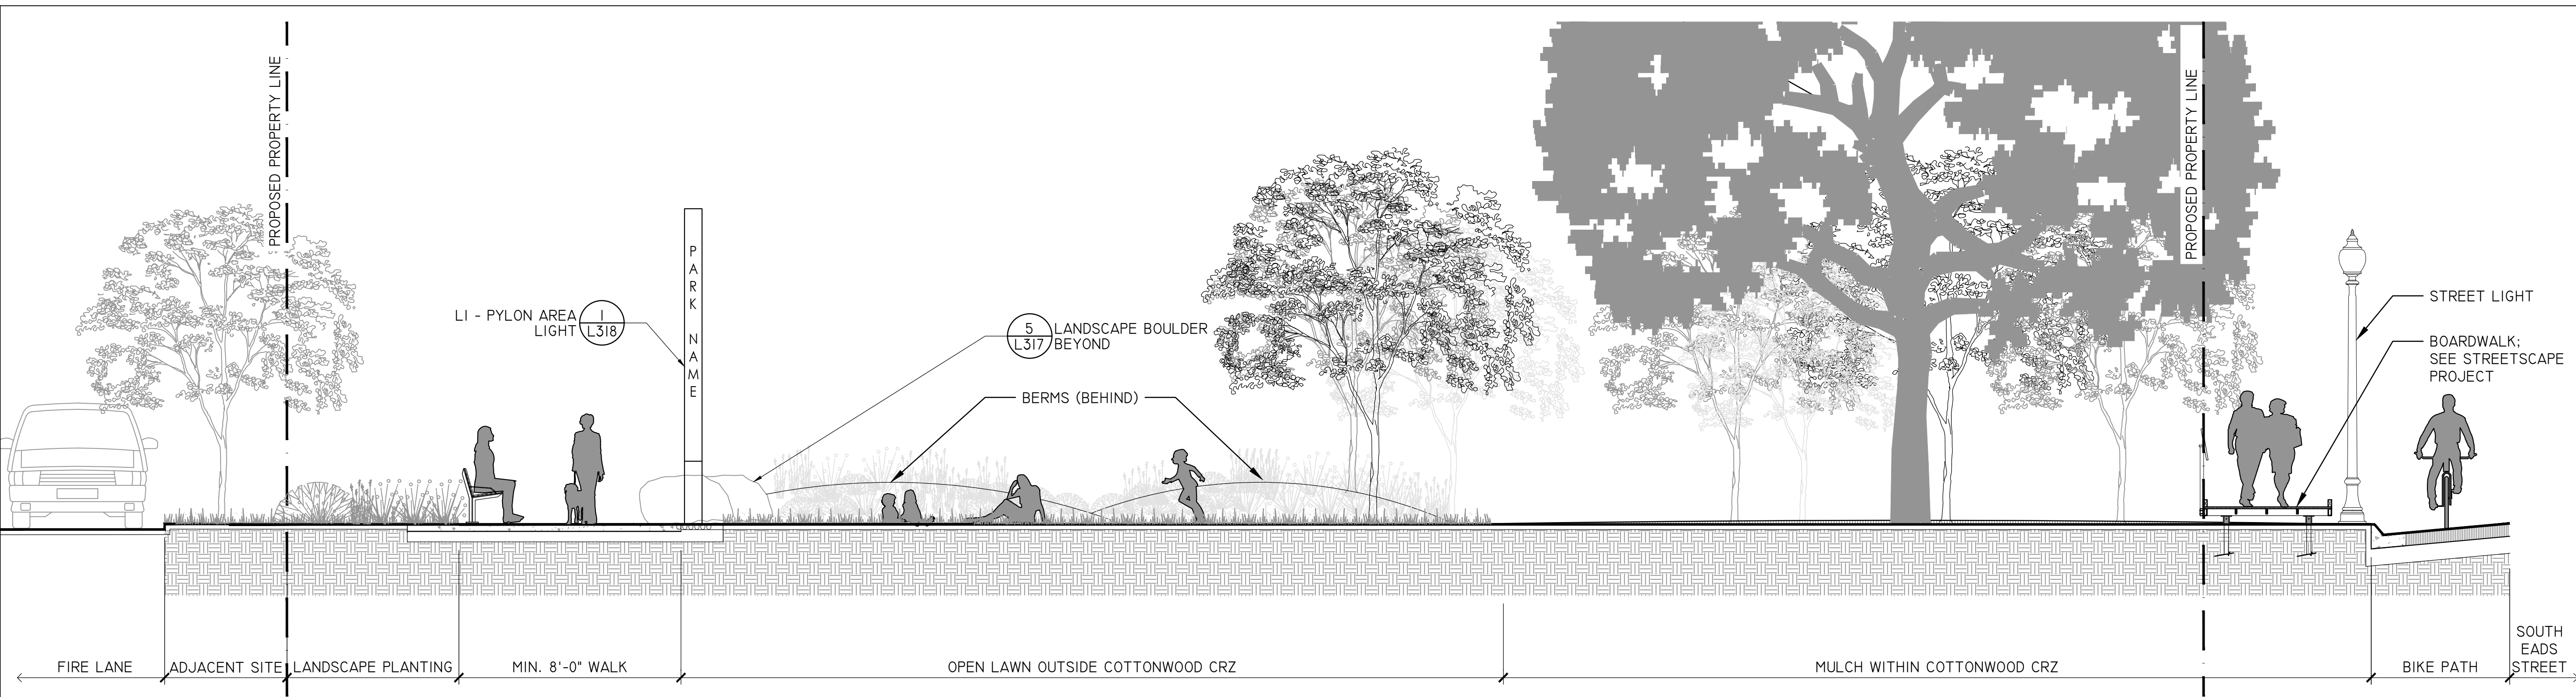 PROPOSED PROPERTY LINE
L1 - PYLON AREA
LIGHT
1
L318
PARK NAME
5
L317
LANDSCAPE BOULDER
BEYOND
BERMS (BEHIND)
PROPOSED PROPERTY LINE
STREET LIGHT
BOARDWALK;
SEE STREETSCAPE
PROJECT
FIRE LANE
ADJACENT SITE
LANDSCAPE PLANTING
MIN. 8'-0" WALK
OPEN LAWN OUTSIDE COTTONWOOD CRZ
MULCH WITHIN COTTONWOOD CRZ
BIKE PATH
SOUTH
EADS
STREET